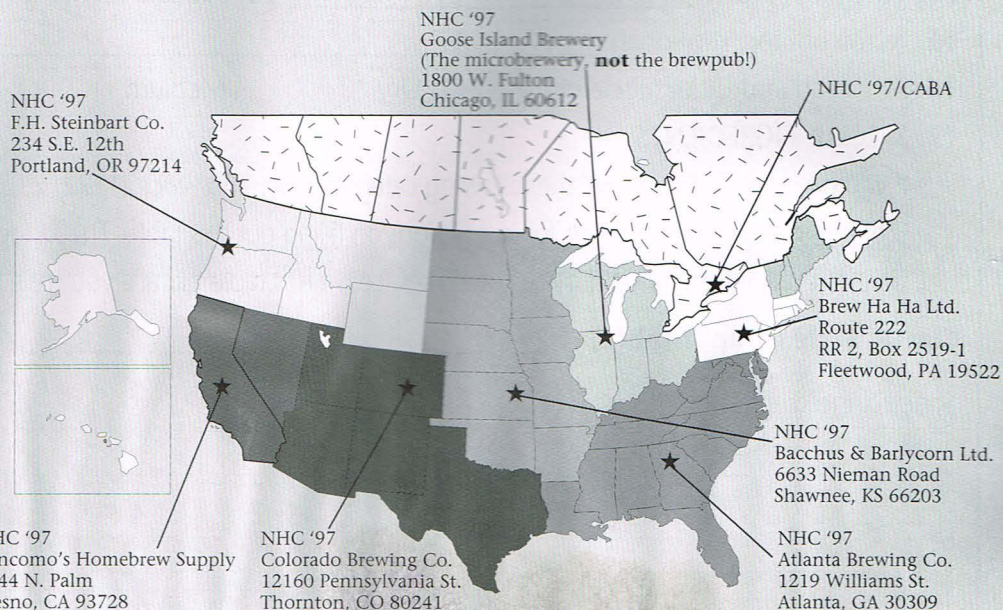 NHC '97
Goose Island Brewery
(The microbrewery, not the brewpub!)
1800 W. Fulton
Chicago, IL 60612
NHC '97
F.H. Steinbart Co.
234 S.E. 12th
Portland, OR 97214
NHC '97/CABA
NHC '97
Brew Ha Ha Ltd.
Route 222
RR 2, Box 2519-1
Fleetwood, PA 19522
NHC '97
Bacchus & Barlycorn Ltd.
6633 Nieman Road
Shawnee, KS 66203
'97
Homebrew Supply
N. Palm
CA 93728
NHC '97
Colorado Brewing Co.
12160 Pennsylvania St.
Thornton, CO 80241
NHC '97
Atlanta Brewing Co.
1219 Williams St.
Atlanta, GA 30309